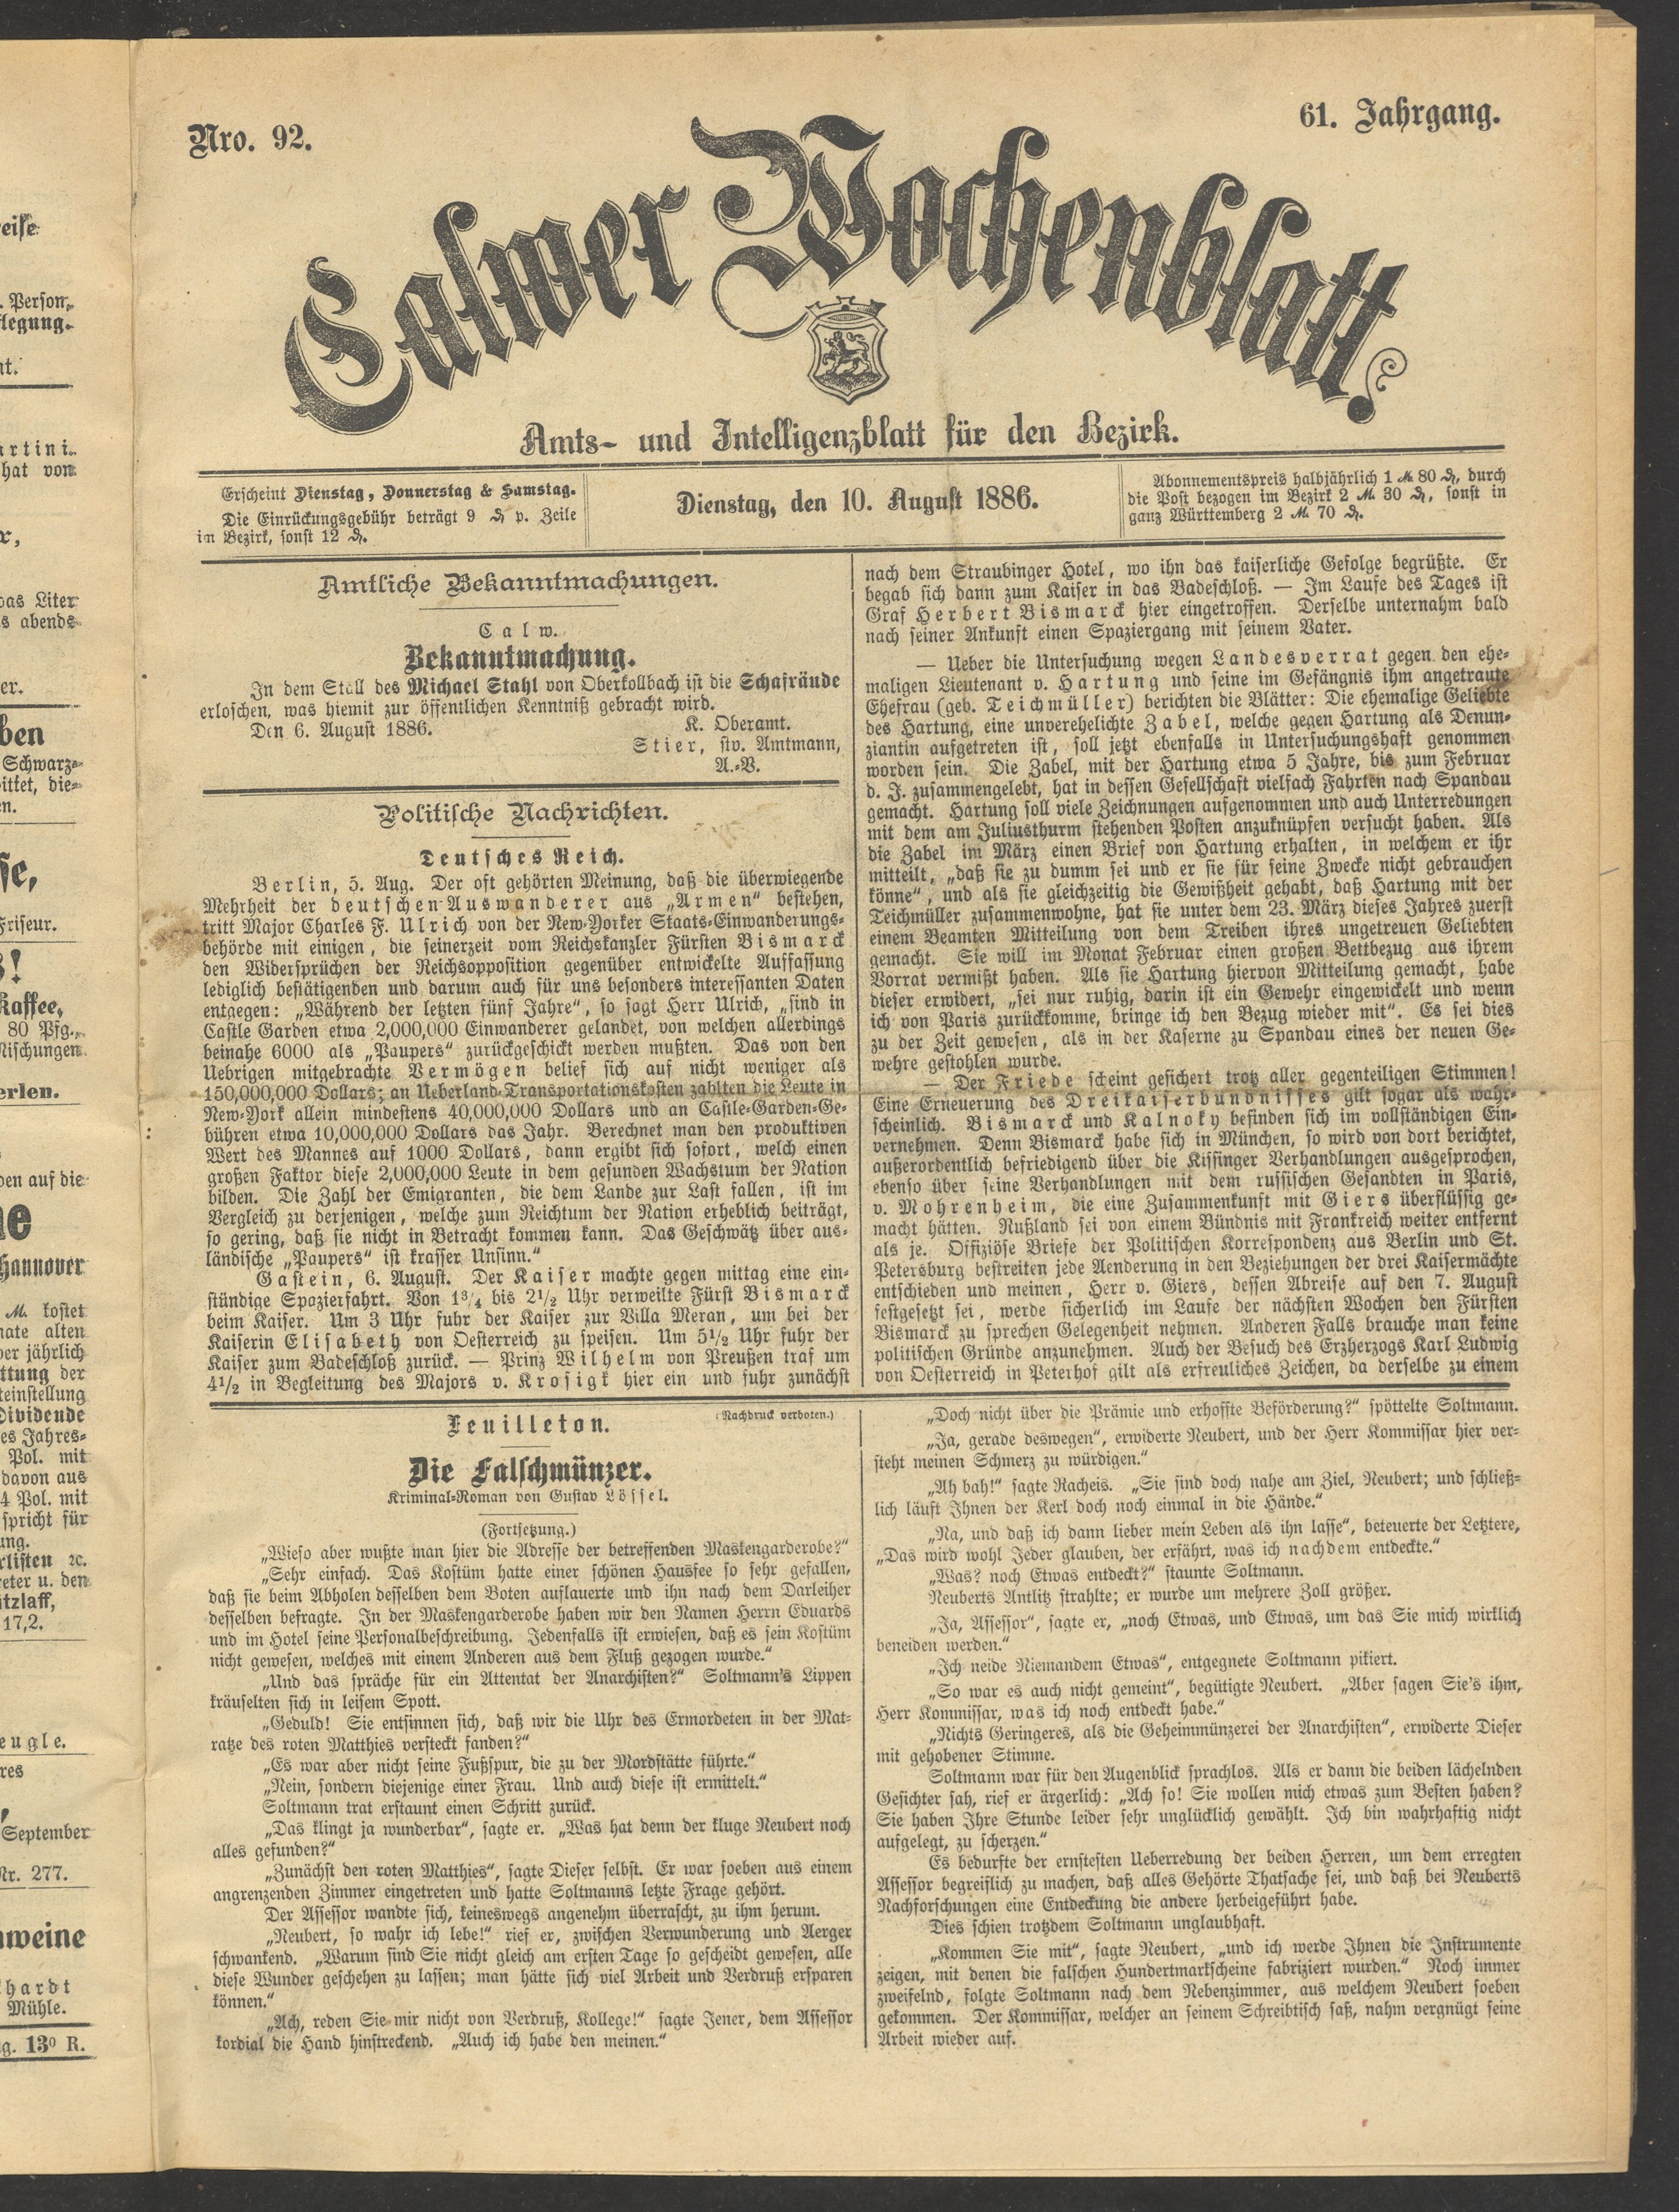 Nro. 92.
61. Jahrgang.
Calwer Wochenblatt
Amts- und Intelligenzblatt für den Bezirk.
Erscheint Dienstag, Donnerstag & Samstag.
Die Einrückungsgebühr beträgt 9 ₰ p. Zeile
im Bezirk, sonst 12 ₰.
Dienstag, den 10. August 1886.
Abonnementspreis halbjährlich 1 ℳ 80 ₰, durch
die Post bezogen im Bezirk 2 ℳ 30 ₰, sonst in
ganz Württemberg 2 ℳ 70 ₰.
Amtliche Bekanntmachungen.
Calw.
Bekanntmachung.
In dem Stall des Michael Stahl von Oberkollbach ist die Schafräude
erloschen, was hiemit zur öffentlichen Kenntniß gebracht wird.
Den 6. August 1886.
K. Oberamt.
Stier, stv. Amtmann,
A.-V.
Politische Nachrichten.
Deutsches Reich.
Berlin, 5. Aug. Der oft gehörten Meinung, daß die überwiegende
Mehrheit der deutschen Auswanderer aus „Armen“ bestehen,
tritt Major Charles F. Ulrich von der New-Yorker Staats-Einwanderungs-
behörde mit einigen, die seinerzeit vom Reichskanzler Fürsten Bismarck
den Widersprüchen der Reichsopposition gegenüber entwickelte Auffassung
lediglich bestätigenden und darum auch für uns besonders interessanten Daten
entgegen: „Während der letzten fünf Jahre“, so sagt Herr Ulrich, „sind in
Castle Garden etwa 2,000,000 Einwanderer gelandet, von welchen allerdings
beinahe 6000 als „Paupers“ zurückgeschickt werden mußten. Das von den
Uebrigen mitgebrachte Vermögen belief sich auf nicht weniger als
150,000,000 Dollars; an Ueberland-Transportationskosten zahlten die Leute in
New-York allein mindestens 40,000,000 Dollars und an Castle-Garden-Ge-
bühren etwa 10,000,000 Dollars das Jahr. Berechnet man den produktiven
Wert des Mannes auf 1000 Dollars, dann ergibt sich sofort, welch einen
großen Faktor diese 2,000,000 Leute in dem gesunden Wachstum der Nation
bilden. Die Zahl der Emigranten, die dem Lande zur Last fallen, ist im
Vergleich zu derjenigen, welche zum Reichtum der Nation erheblich beiträgt,
so gering, daß sie nicht in Betracht kommen kann. Das Geschwätz über aus-
ländische „Paupers“ ist krasser Unsinn.“
Gastein, 6. August. Der Kaiser machte gegen mittag eine ein-
stündige Spazierfahrt. Von 1¾ bis 2½ Uhr verweilte Fürst Bismarck
beim Kaiser. Um 3 Uhr fuhr der Kaiser zur Villa Meran, um bei der
Kaiserin Elisabeth von Oesterreich zu speisen. Um 5½ Uhr fuhr der
Kaiser zum Badeschloß zurück. — Prinz Wilhelm von Preußen traf um
4½ in Begleitung des Majors v. Krosigk hier ein und fuhr zunächst
nach dem Straubinger Hotel, wo ihn das kaiserliche Gefolge begrüßte. Er
begab sich dann zum Kaiser in das Badeschloß. — Im Laufe des Tages ist
Graf Herbert Bismarck hier eingetroffen. Derselbe unternahm bald
nach seiner Ankunft einen Spaziergang mit seinem Vater.
— Ueber die Untersuchung wegen Landesverrat gegen den ehe-
maligen Lieutenant v. Hartung und seine im Gefängnis ihm angetraute
Ehefrau (geb. Teichmüller) berichten die Blätter: Die ehemalige Geliebte
des Hartung, eine unverehelichte Zabel, welche gegen Hartung als Denun-
ziantin aufgetreten ist, soll jetzt ebenfalls in Untersuchungshaft genommen
worden sein. Die Zabel, mit der Hartung etwa 5 Jahre, bis zum Februar
d. J. zusammengelebt, hat in dessen Gesellschaft vielfach Fahrten nach Spandau
gemacht. Hartung soll viele Zeichnungen aufgenommen und auch Unterredungen
mit dem am Juliusthurm stehenden Posten anzuknüpfen versucht haben. Als
die Zabel im März einen Brief von Hartung erhalten, in welchem er ihr
mitteilt, „daß sie zu dumm sei und er sie für seine Zwecke nicht gebrauchen
könne“, und als sie gleichzeitig die Gewißheit gehabt, daß Hartung mit der
Teichmüller zusammenwohne, hat sie unter dem 23. März dieses Jahres zuerst
einem Beamten Mitteilung von dem Treiben ihres ungetreuen Geliebten
gemacht. Sie will im Monat Februar einen großen Bettbezug aus ihrem
Vorrat vermißt haben. Als sie Hartung hiervon Mitteilung gemacht, habe
dieser erwidert, „sei nur ruhig, darin ist ein Gewehr eingewickelt und wenn
ich von Paris zurückkomme, bringe ich den Bezug wieder mit“. Es sei dies
zu der Zeit gewesen, als in der Kaserne zu Spandau eines der neuen Ge-
wehre gestohlen wurde.
— Der Friede scheint gesichert trotz aller gegenteiligen Stimmen!
Eine Erneuerung des Dreikaiserbündnisses gilt sogar als wahr-
scheinlich. Bismarck und Kalnoky befinden sich im vollständigen Ein-
vernehmen. Denn Bismarck habe sich in München, so wird von dort berichtet,
außerordentlich befriedigend über die Kissinger Verhandlungen ausgesprochen,
ebenso über seine Verhandlungen mit dem russischen Gesandten in Paris,
v. Mohrenheim, die eine Zusammenkunft mit Giers überflüssig ge-
macht hätten. Rußland sei von einem Bündnis mit Frankreich weiter entfernt
als je. Offiziöse Briefe der Politischen Korrespondenz aus Berlin und St.
Petersburg bestreiten jede Aenderung in den Beziehungen der drei Kaisermächte
entschieden und meinen, Herr v. Giers, dessen Abreise auf den 7. August
festgesetzt sei, werde sicherlich im Laufe der nächsten Wochen den Fürsten
Bismarck zu sprechen Gelegenheit nehmen. Anderen Falls brauche man keine
politischen Gründe anzunehmen. Auch der Besuch des Erzherzogs Karl Ludwig
von Oesterreich in Peterhof gilt als erfreuliches Zeichen, da derselbe zu einem
Feuilleton.
(Nachdruck verboten.)
Die Falschmünzer.
Kriminal-Roman von Gustav Lössel.
(Fortsetzung.)
„Wieso aber wußte man hier die Adresse der betreffenden Maskengarderobe?“
„Sehr einfach. Das Kostüm hatte einer schönen Hausfee so sehr gefallen,
daß sie beim Abholen desselben dem Boten auflauerte und ihn nach dem Darleiher
desselben befragte. In der Maskengarderobe haben wir den Namen Herrn Eduards
und im Hotel seine Personalbeschreibung. Jedenfalls ist erwiesen, daß es sein Kostüm
nicht gewesen, welches mit einem Anderen aus dem Fluß gezogen wurde.“
„Und das spräche für ein Attentat der Anarchisten?“ Soltmann's Lippen
kräuselten sich in leisem Spott.
„Geduld! Sie entsinnen sich, daß wir die Uhr des Ermordeten in der Mat-
ratze des roten Matthies versteckt fanden?“
„Es war aber nicht seine Fußspur, die zu der Mordstätte führte.“
„Nein, sondern diejenige einer Frau. Und auch diese ist ermittelt.“
Soltmann trat erstaunt einen Schritt zurück.
„Das klingt ja wunderbar“, sagte er. „Was hat denn der kluge Neubert noch
alles gefunden?“
„Zunächst den roten Matthies“, sagte Dieser selbst. Er war soeben aus einem
angrenzenden Zimmer eingetreten und hatte Soltmanns letzte Frage gehört.
Der Assessor wandte sich, keineswegs angenehm überrascht, zu ihm herum.
„Neubert, so wahr ich lebe!“ rief er, zwischen Verwunderung und Aerger
schwankend. „Warum sind Sie nicht gleich am ersten Tage so gescheidt gewesen, alle
diese Wunder geschehen zu lassen; man hätte sich viel Arbeit und Verdruß ersparen
können.“
„Ach, reden Sie mir nicht von Verdruß, Kollege!“ sagte Jener, dem Assessor
kordial die Hand hinstreckend. „Auch ich habe den meinen.“
„Doch nicht über die Prämie und erhoffte Beförderung?“ spöttelte Soltmann.
„Ja, gerade deswegen“, erwiderte Neubert, und der Herr Kommissar hier ver-
steht meinen Schmerz zu würdigen.“
„Ah bah!“ sagte Racheis. „Sie sind doch nahe am Ziel, Neubert; und schließ-
lich läuft Ihnen der Kerl doch noch einmal in die Hände.“
„Na, und daß ich dann lieber mein Leben als ihn lasse“, beteuerte der Letztere,
„Das wird wohl Jeder glauben, der erfährt, was ich nachdem entdeckte.“
„Was? noch Etwas entdeckt?“ staunte Soltmann.
Neuberts Antlitz strahlte; er wurde um mehrere Zoll größer.
„Ja, Assessor“, sagte er, „noch Etwas, und Etwas, um das Sie mich wirklich
beneiden werden.“
„Ich neide Niemandem Etwas“, entgegnete Soltmann pikiert.
„So war es auch nicht gemeint“, begütigte Neubert. „Aber sagen Sie's ihm,
Herr Kommissar, was ich noch entdeckt habe.“
„Nichts Geringeres, als die Geheimmünzerei der Anarchisten“, erwiderte Dieser
mit gehobener Stimme.
Soltmann war für den Augenblick sprachlos. Als er dann die beiden lächelnden
Gesichter sah, rief er ärgerlich: „Ach so! Sie wollen mich etwas zum Besten haben?
Sie haben Ihre Stunde leider sehr unglücklich gewählt. Ich bin wahrhaftig nicht
aufgelegt, zu scherzen.“
Es bedurfte der ernstesten Ueberredung der beiden Herren, um dem erregten
Assessor begreiflich zu machen, daß alles Gehörte Thatsache sei, und daß bei Neuberts
Nachforschungen eine Entdeckung die andere herbeigeführt habe.
Dies schien trotzdem Soltmann unglaubhaft.
„Kommen Sie mit“, sagte Neubert, „und ich werde Ihnen die Instrumente
zeigen, mit denen die falschen Hundertmarkscheine fabriziert wurden.“ Noch immer
zweifelnd, folgte Soltmann nach dem Nebenzimmer, aus welchem Neubert soeben
gekommen. Der Kommissar, welcher an seinem Schreibtisch saß, nahm vergnügt seine
Arbeit wieder auf.